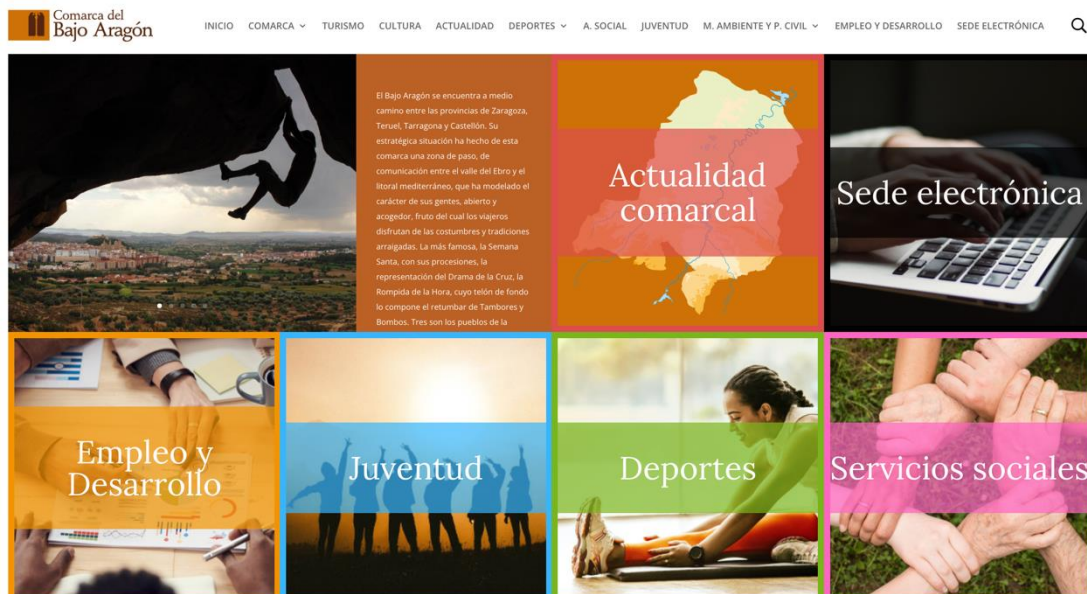 Comarca del
Bajo Aragón
INICIO COMARCA TURISMO CULTURA ACTUALIDAD DEPORTES A. SOCIAL JUVENTUD M. AMBIENTE Y P. CIVIL EMPLEO Y DESARROLLO SEDE ELECTRÓNICA
El Bajo Aragón se encuentra a medio
camino entre las provincias de Zaragoza,
Teruel, Tarragona y Castellón. Su
estratégica situación ha hecho de esta
comarca una zona de paso, de
comunicación entre el valle del Ebro y el
litoral mediterráneo, que ha modelado el
carácter de sus gentes, abierto y
acogedor, fruto del cual los viajeros
disfrutan de las costumbres y tradiciones
arraigadas. La más famosa, la Semana
Santa, con sus procesiones, la
representación del Drama de la Cruz, la
Rompida de la Hora, cuyo telón de fondo
lo compone el retumbar de Tambores y
Bombos. Tres son los pueblos de la
Actualidad
comarcal
Sede electrónica
Empleo y
Desarrollo
Juventud
Deportes
Servicios sociales